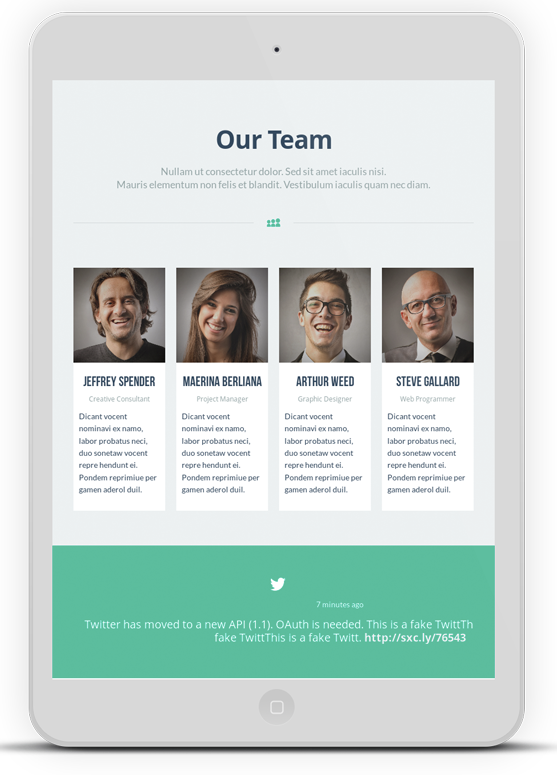 Our Team
Nullam ut consectetur dolor. Sed sit amet iaculis nisi.
Mauris elementum non felis et blandit. Vestibulum iaculis quam nec diam.
JEFFREY SPENDER
Creative Consultant
Dicant vocent
nominavi ex namo,
labor probatus neci,
duo sonetaw vocent
repre hendunt ei.
Pondem reprimiue per
gamen aderol duil.
MAERINA BERLIANA
Project Manager
Dicant vocent
nominavi ex namo,
labor probatus neci,
duo sonetaw vocent
repre hendunt ei.
Pondem reprimiue per
gamen aderol duil.
ARTHUR WEED
Graphic Designer
Dicant vocent
nominavi ex namo,
labor probatus neci,
duo sonetaw vocent
repre hendunt ei.
Pondem reprimiue per
gamen aderol duil.
STEVE GALLARD
Web Programmer
Dicant vocent
nominavi ex namo,
labor probatus neci,
duo sonetaw vocent
repre hendunt ei.
Pondem reprimiue per
gamen aderol duil.
7 minutes ago
Twitter has moved to a new API (1.1). OAuth is needed. This is a fake TwittTh
fake TwittThis is a fake Twitt. http://sxc.ly/76543